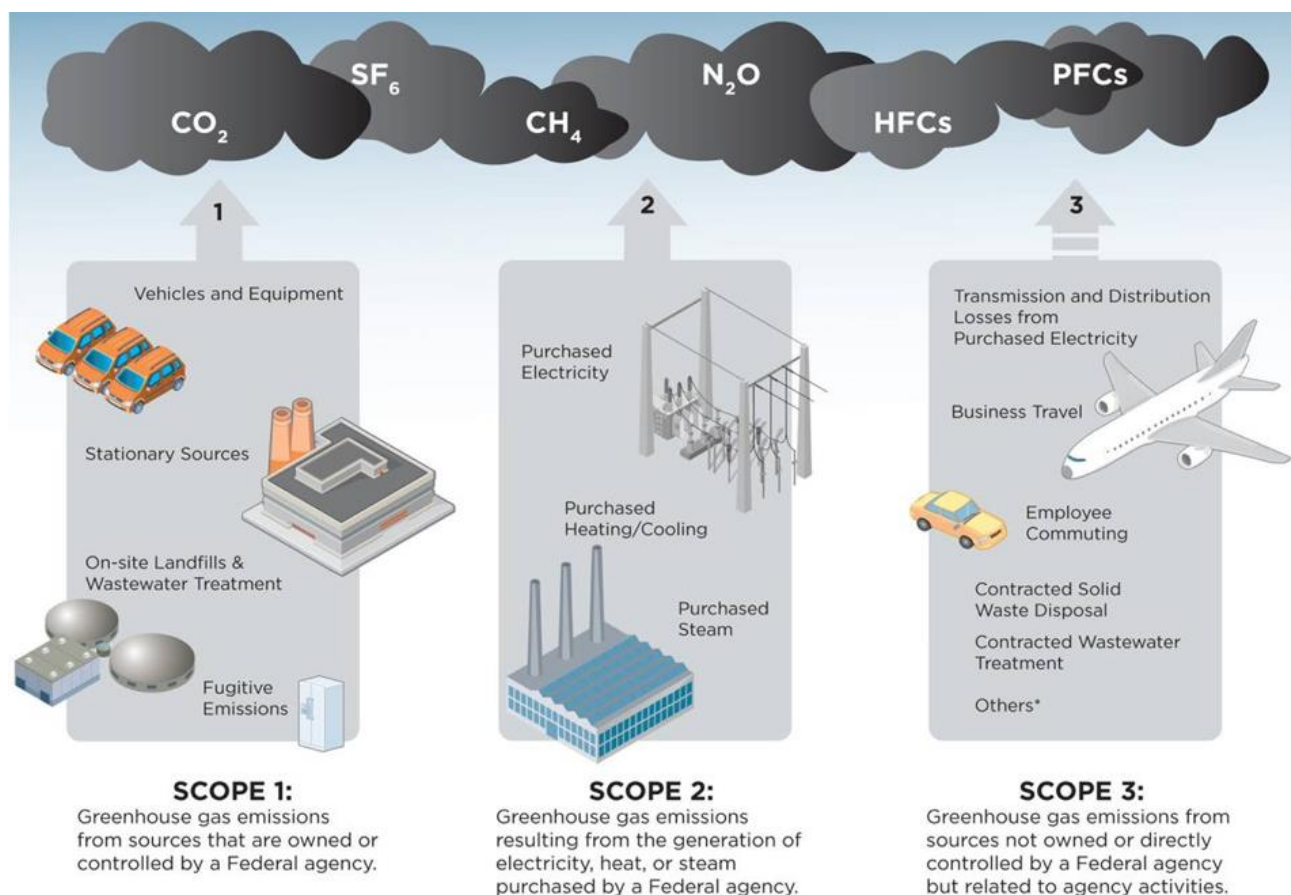 SF₆
N₂O
PFCs
CO₂
CH₄
HFCs
1
2
3
Vehicles and Equipment
Stationary Sources
On-site Landfills &
Wastewater Treatment
Fugitive
Emissions
Purchased
Electricity
Purchased
Heating/Cooling
Purchased
Steam
Transmission and Distribution
Losses from
Purchased Electricity
Business Travel
Employee
Commuting
Contracted Solid
Waste Disposal
Contracted Wastewater
Treatment
Others*
SCOPE 1:
Greenhouse gas emissions
from sources that are owned or
controlled by a Federal agency.
SCOPE 2:
Greenhouse gas emissions
resulting from the generation of
electricity, heat, or steam
purchased by a Federal agency.
SCOPE 3:
Greenhouse gas emissions from
sources not owned or directly
controlled by a Federal agency
but related to agency activities.